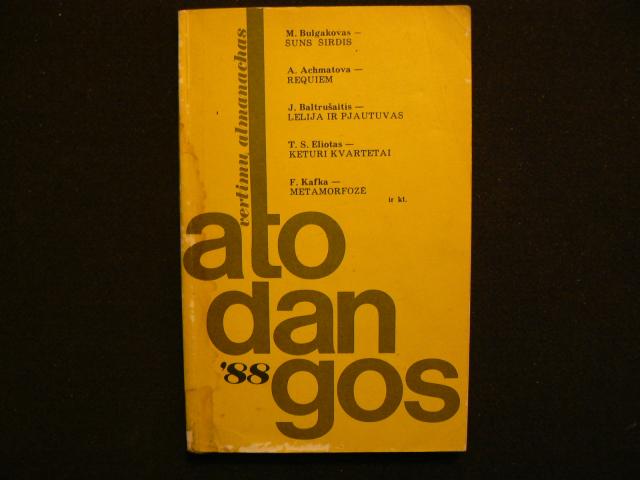 vertimų almanachas
M. Bulgakovas —
ŠUNS ŠIRDIS
A. Achmatova —
REQUIEM
J. Baltrušaitis —
LELIJA IR PJAUTUVAS
T. S. Eliotas —
KETURI KVARTETAI
F. Kafka —
METAMORFOZĖ
ir kt.
ato
dan
'88 gos